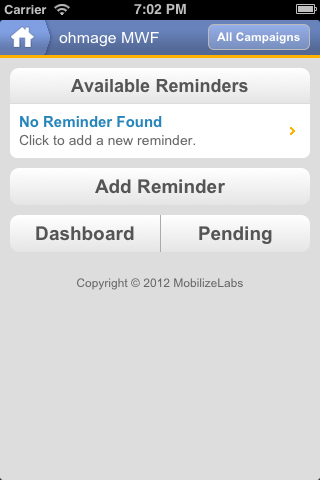 Carrier 7:02 PM
ohmage MWF All Campaigns
Available Reminders
No Reminder Found
Click to add a new reminder.
Add Reminder
Dashboard Pending
Copyright © 2012 MobilizeLabs